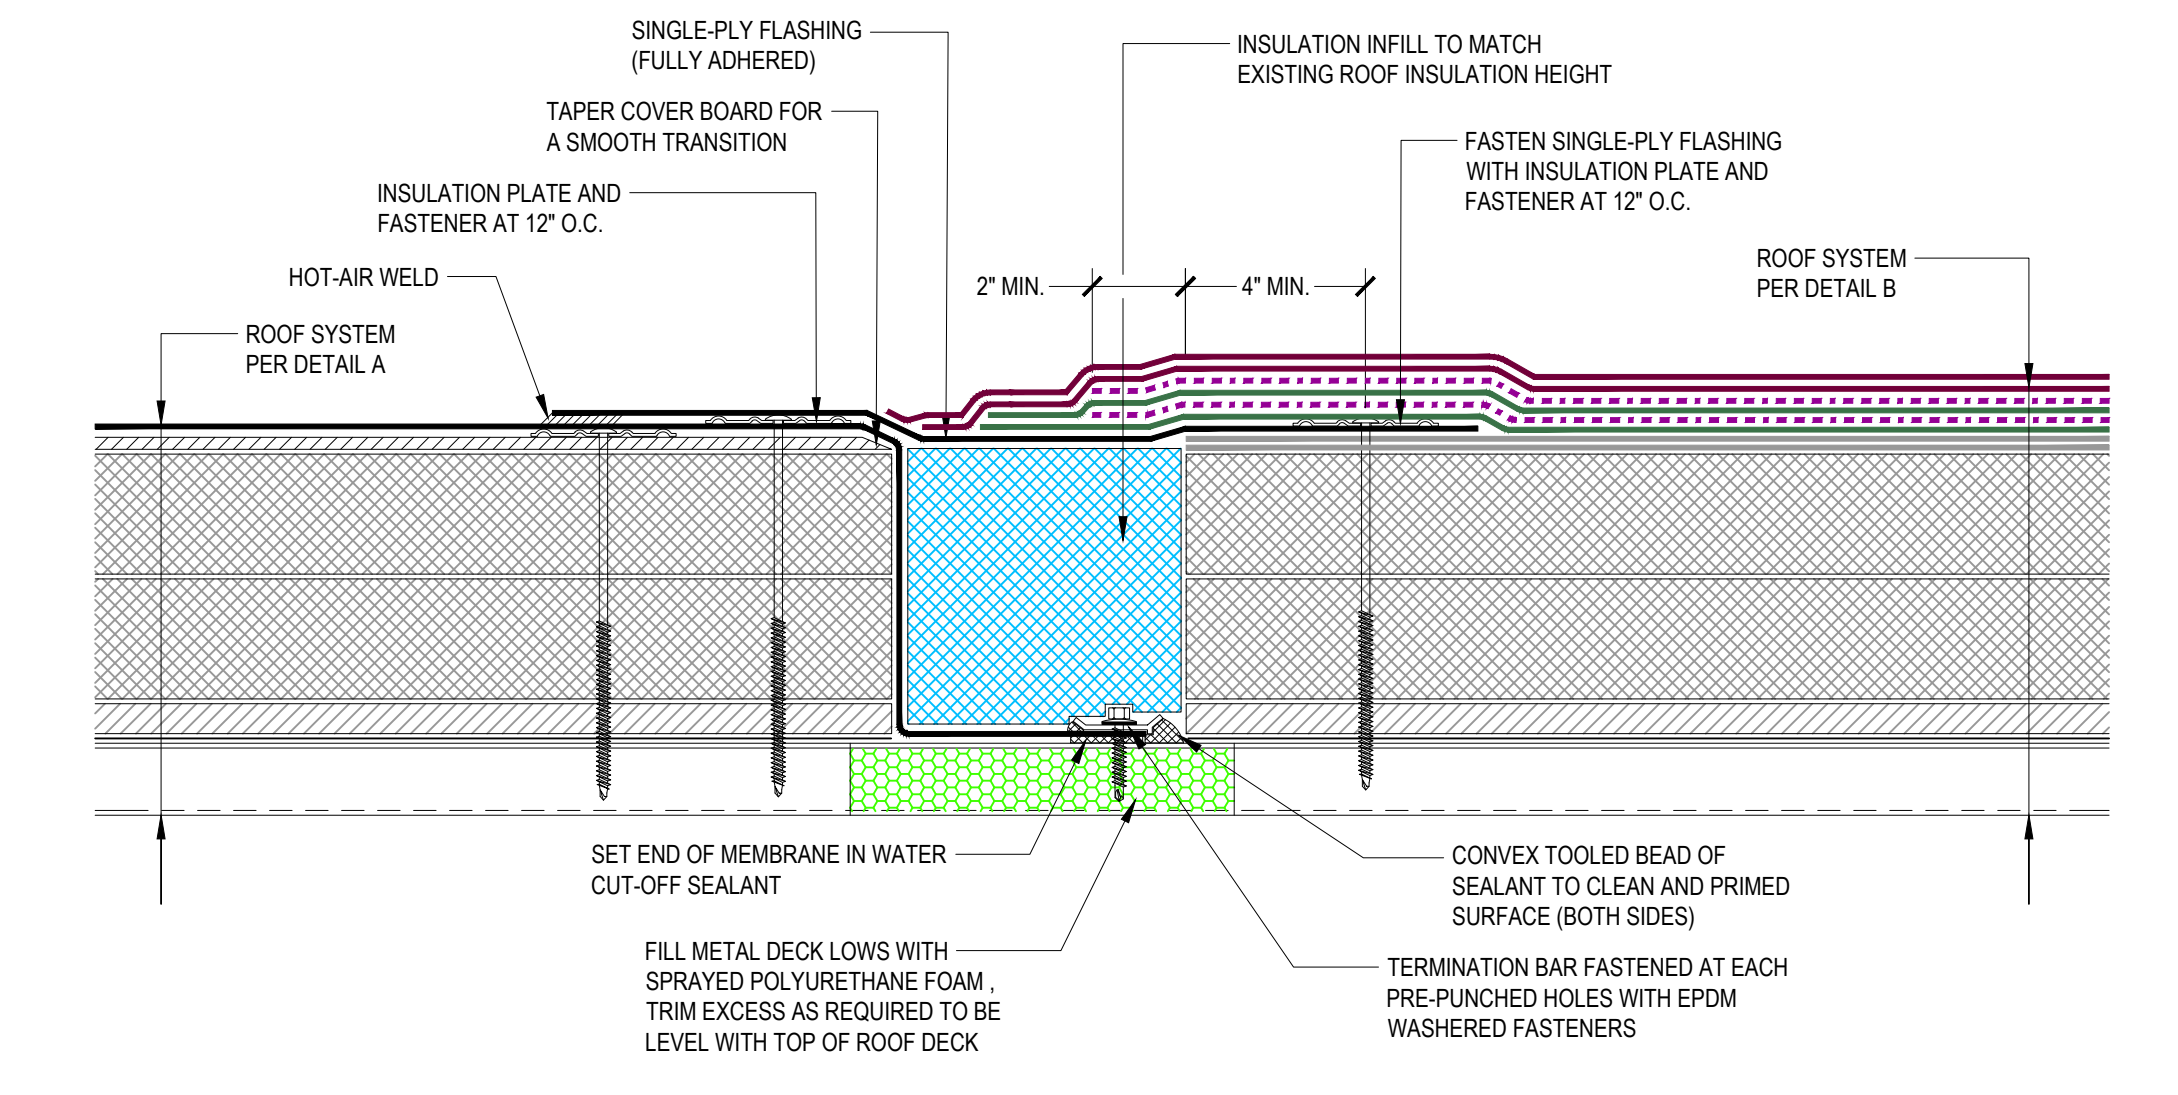 SINGLE-PLY FLASHING
(FULLY ADHERED)
INSULATION INFILL TO MATCH
EXISTING ROOF INSULATION HEIGHT
TAPER COVER BOARD FOR
A SMOOTH TRANSITION
FASTEN SINGLE-PLY FLASHING
WITH INSULATION PLATE AND
FASTENER AT 12" O.C.
INSULATION PLATE AND
FASTENER AT 12" O.C.
HOT-AIR WELD
2" MIN.
4" MIN.
ROOF SYSTEM
PER DETAIL B
ROOF SYSTEM
PER DETAIL A
SET END OF MEMBRANE IN WATER
CUT-OFF SEALANT
CONVEX TOOLED BEAD OF
SEALANT TO CLEAN AND PRIMED
SURFACE (BOTH SIDES)
FILL METAL DECK LOWS WITH
SPRAYED POLYURETHANE FOAM ,
TRIM EXCESS AS REQUIRED TO BE
LEVEL WITH TOP OF ROOF DECK
TERMINATION BAR FASTENED AT EACH
PRE-PUNCHED HOLES WITH EPDM
WASHERED FASTENERS